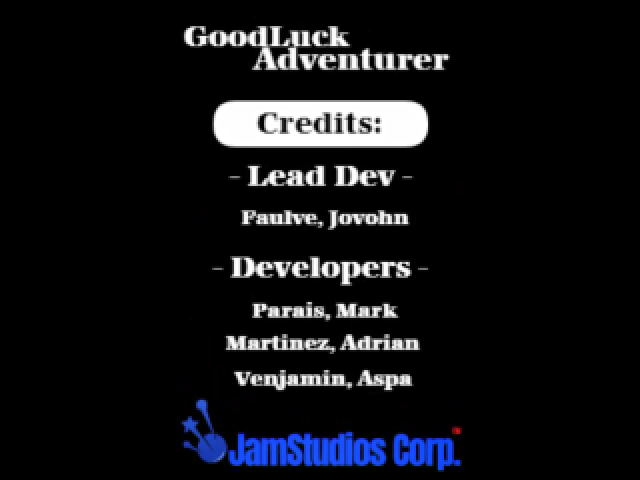 GoodLuck
Adventurer
Credits:
- Lead Dev -
Faulve, Jovohn
- Developers -
Parais, Mark
Martinez, Adrian
Venjamin, Aspa
JamStudios Corp.